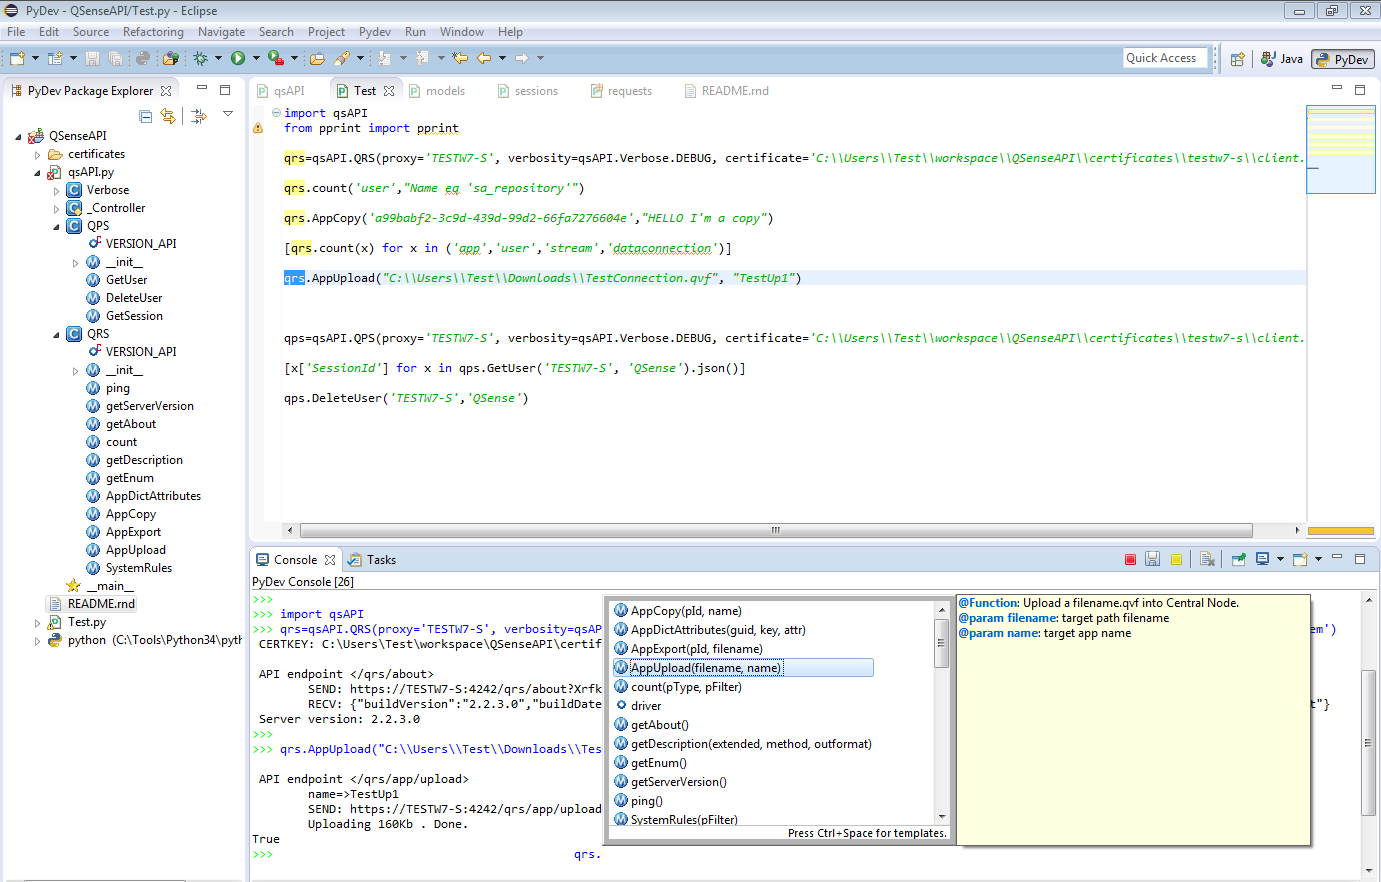 PyDev - QSenseAPI/Test.py - Eclipse
File Edit Source Refactoring Navigate Search Project Pydev Run Window Help
Quick Access
Java
PyDev
PyDev Package Explorer
QSenseAPI
certificates
qsAPI.py
Verbose
_Controller
QPS
VERSION_API
__init__
GetUser
DeleteUser
GetSession
QRS
VERSION_API
__init__
ping
getServerVersion
getAbout
count
getDescription
getEnum
AppDictAttributes
AppCopy
AppExport
AppUpload
SystemRules
__main__
README.rnd
Test.py
python (C:\Tools\Python34\pyth
qsAPI Test models sessions requests README.rnd
import qsAPI
from pprint import pprint
qrs=qsAPI.QRS(proxy='TESTW7-S', verbosity=qsAPI.Verbose.DEBUG, certificate='C:\\Users\\Test\\workspace\\QSenseAPI\\certificates\\testw7-s\\client.
qrs.count('user',"Name eq 'sa_repository'")
qrs.AppCopy('a99babf2-3c9d-439d-99d2-66fa7276604e',"HELLO I'm a copy")
[qrs.count(x) for x in ('app','user','stream','dataconnection')]
qrs.AppUpload("C:\\Users\\Test\\Downloads\\TestConnection.qvf", "TestUp1")
qps=qsAPI.QPS(proxy='TESTW7-S', verbosity=qsAPI.Verbose.DEBUG, certificate='C:\\Users\\Test\\workspace\\QSenseAPI\\certificates\\testw7-s\\client.
[x['SessionId'] for x in qps.GetUser('TESTW7-S', 'QSense').json()]
qps.DeleteUser('TESTW7-S','QSense')
Console Tasks
PyDev Console [26]
>>>
>>> import qsAPI
>>> qrs=qsAPI.QRS(proxy='TESTW7-S', verbosity=qsAP em')
CERTKEY: C:\Users\Test\workspace\QSenseAPI\certif
API endpoint </qrs/about>
SEND: https://TESTW7-S:4242/qrs/about?Xrfk
RECV: {"buildVersion":"2.2.3.0","buildDate t"}
Server version: 2.2.3.0
>>>
>>> qrs.AppUpload("C:\\Users\\Test\\Downloads\\Tes
API endpoint </qrs/app/upload>
name=>TestUp1
SEND: https://TESTW7-S:4242/qrs/app/upload
Uploading 160Kb . Done.
True
>>> qrs.
AppCopy(pId, name)
AppDictAttributes(guid, key, attr)
AppExport(pId, filename)
AppUpload(filename, name)
count(pType, pFilter)
driver
getAbout()
getDescription(extended, method, outformat)
getEnum()
getServerVersion()
ping()
SystemRules(pFilter)
Press Ctrl+Space for templates.
@Function: Upload a filename.qvf into Central Node.
@param filename: target path filename
@param name: target app name